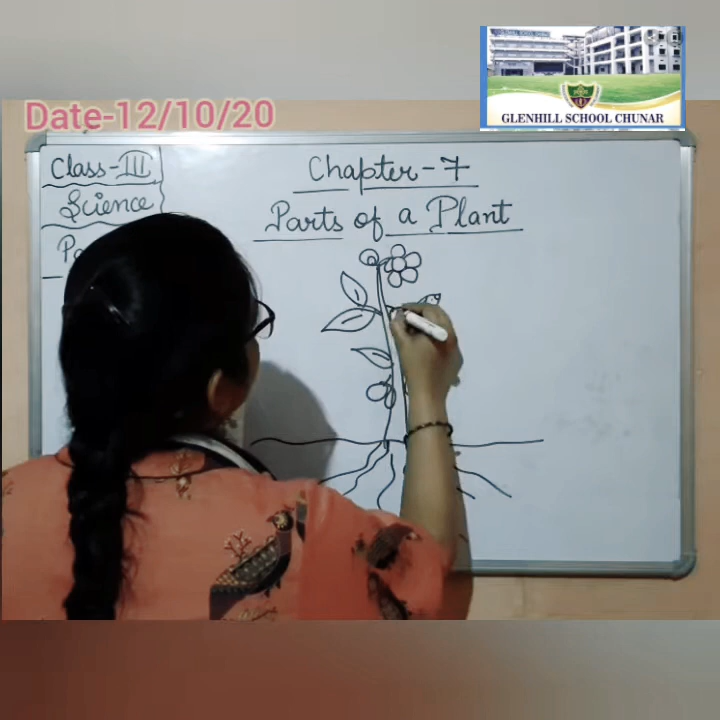 GLENHILL SCHOOL CHUNAR
Date-12/10/20
Class-III
Science
Chapter-7
Parts of a Plant